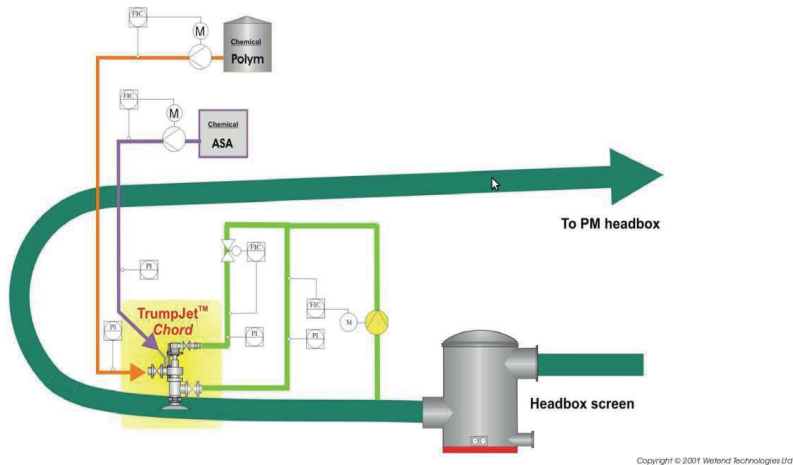 FIC
M
Chemical
Polym
FIC
M
Chemical
ASA
To PM headbox
FIC
PI
TrumpJet™
Chord
FIC
M
PI
PI
PI
Headbox screen
Copyright © 2001 Wetend Technologies Ltd